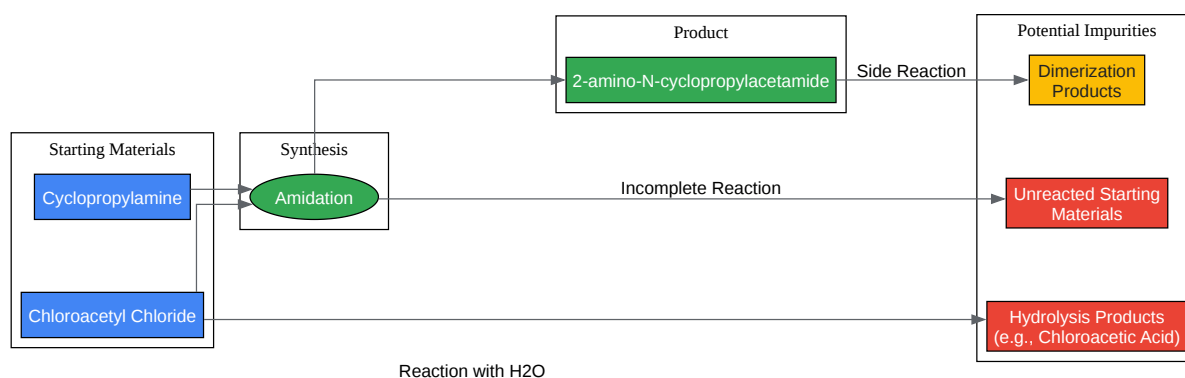 Product
Potential Impurities
2-amino-N-cyclopropylacetamide
Side Reaction
Dimerization
Products
Starting Materials
Synthesis
Cyclopropylamine
Amidation
Incomplete Reaction
Unreacted Starting
Materials
Chloroacetyl Chloride
Hydrolysis Products
(e.g., Chloroacetic Acid)
Reaction with H2O